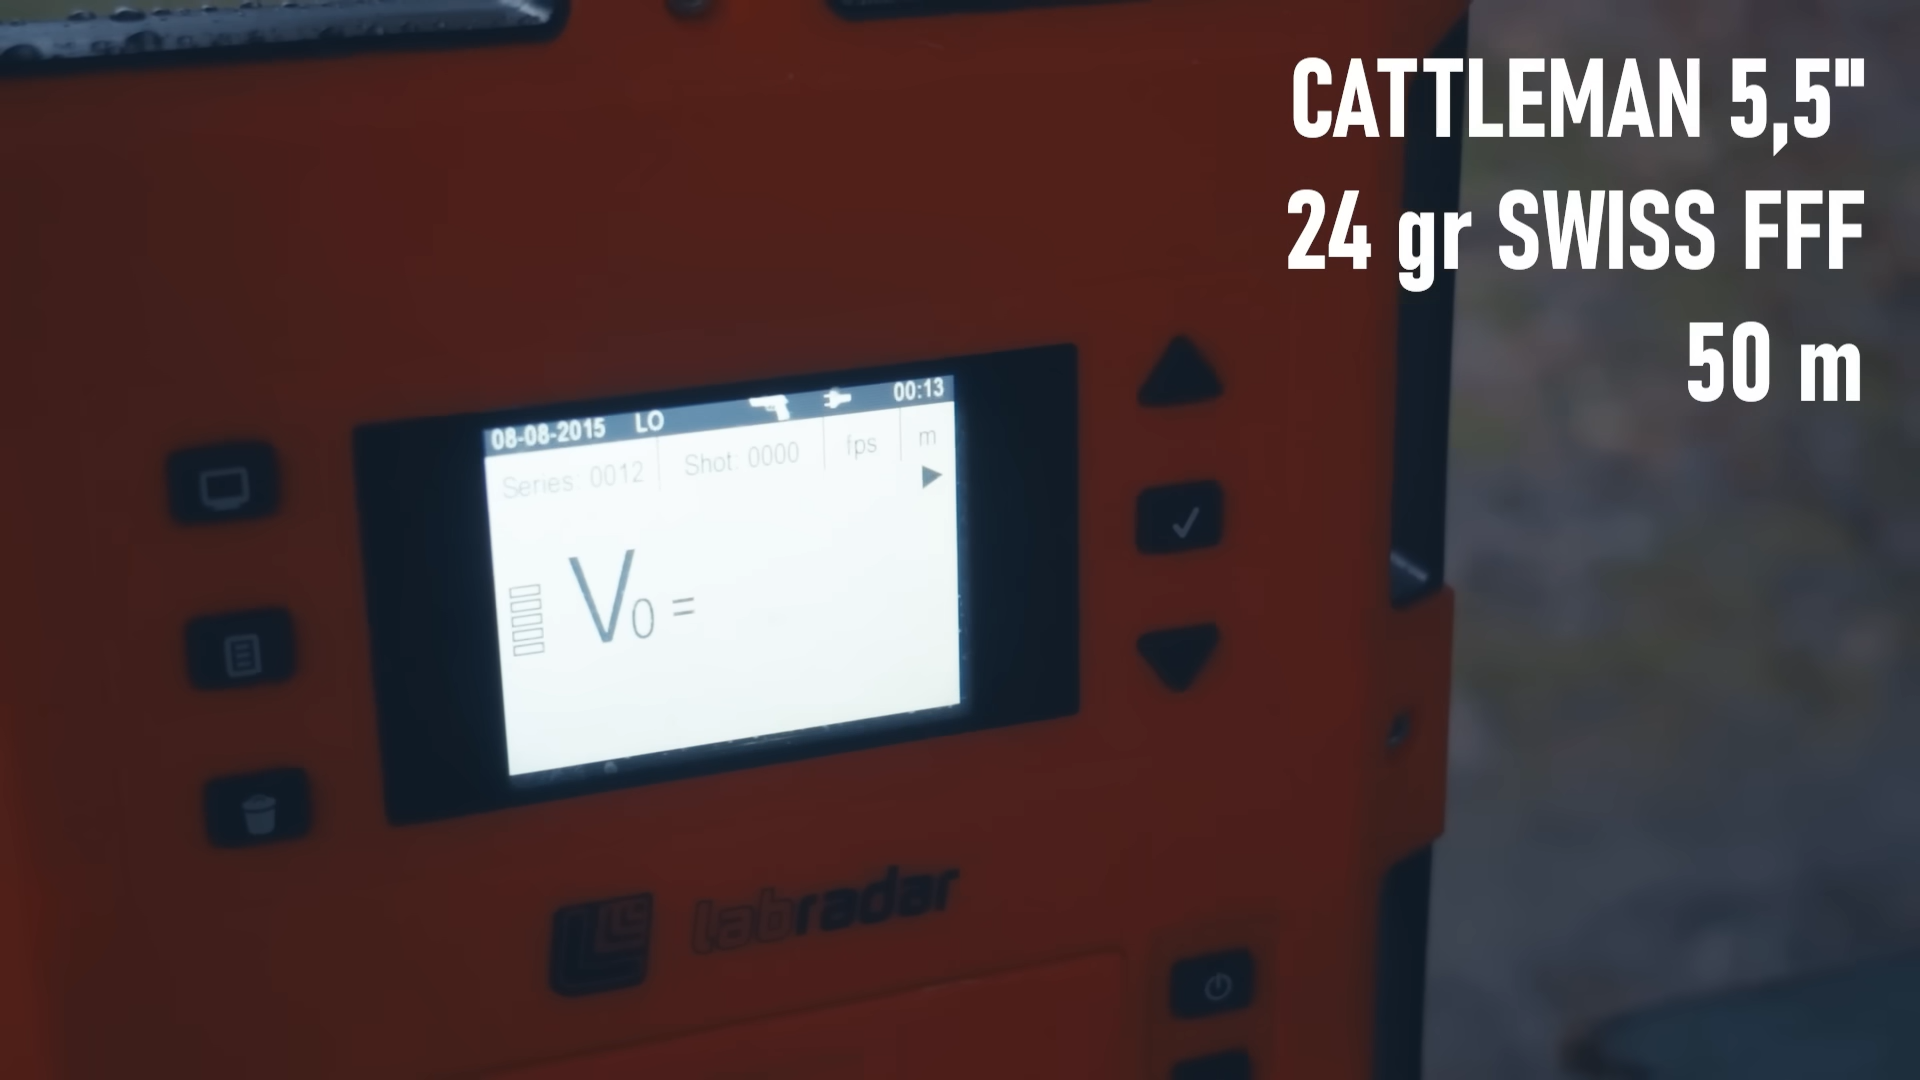 CATTLEMAN 5,5"
24 gr SWISS FFF
50 m
08-08-2015 LO 00:13
Series: 0012 Shot: 0000 fps m
V0 =
labradar